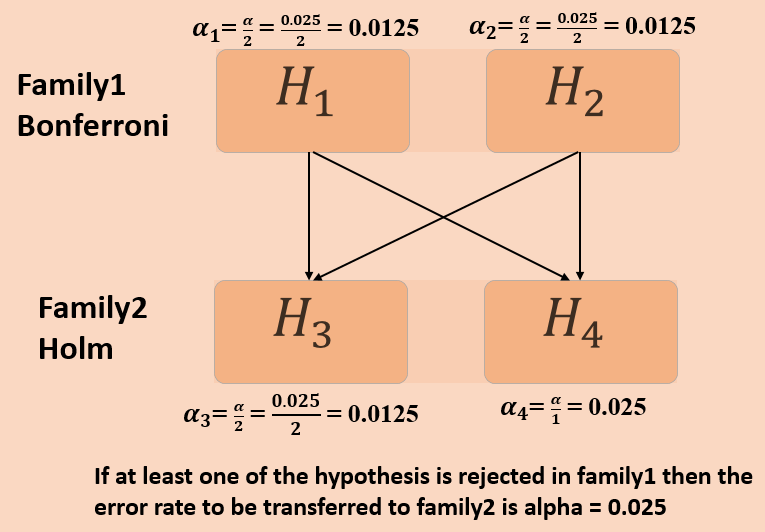 α₁= α/2 = 0.025/2 = 0.0125
α₂= α/2 = 0.025/2 = 0.0125
Family1
Bonferroni
H₁
H₂
Family2
Holm
H₃
H₄
α₃= α/2 = 0.025/2 = 0.0125
α₄= α/1 = 0.025
If at least one of the hypothesis is rejected in family1 then the
error rate to be transferred to family2 is alpha = 0.025